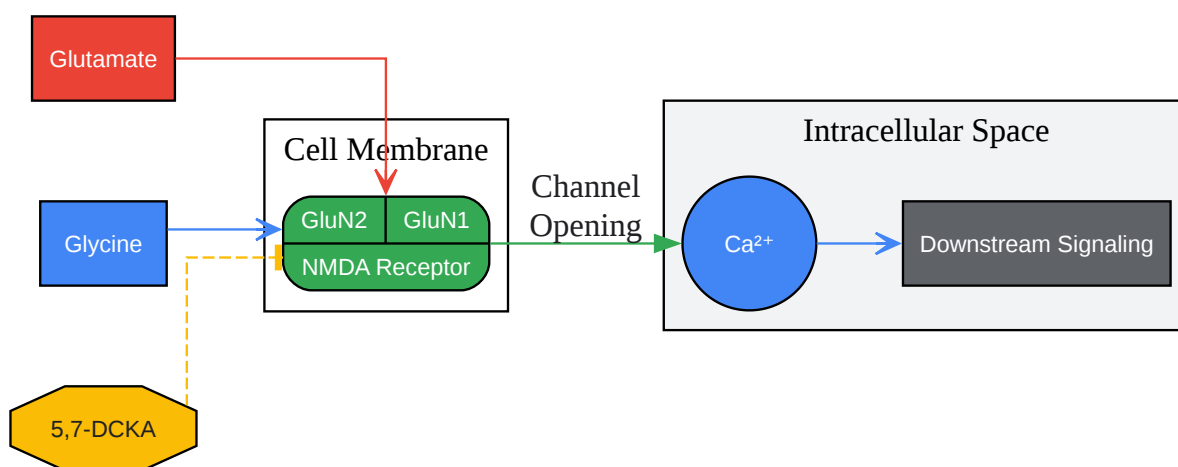 Glutamate
Cell Membrane
Intracellular Space
Channel
Opening
GluN2
GluN1
Glycine
Ca²⁺
Downstream Signaling
NMDA Receptor
5,7-DCKA